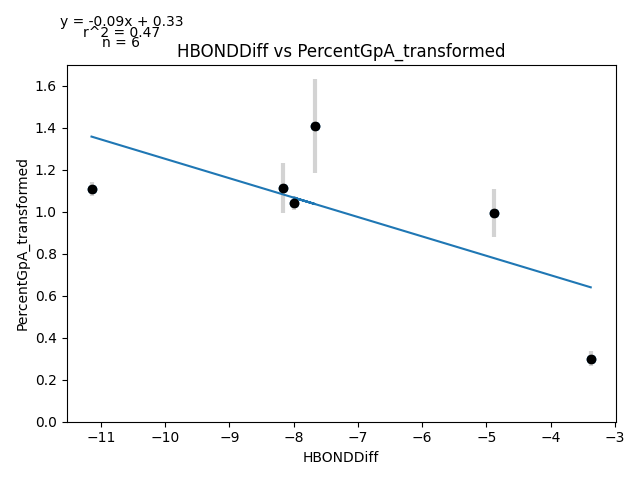 y = -0.09x + 0.33
r^2 = 0.47
n = 6
HBONDDiff vs PercentGpA_transformed
1.6
1.4
1.2
1.0
0.8
0.6
0.4
0.2
0.0
PercentGpA_transformed
−11 −10 −9 −8 −7 −6 −5 −4 −3
HBONDDiff